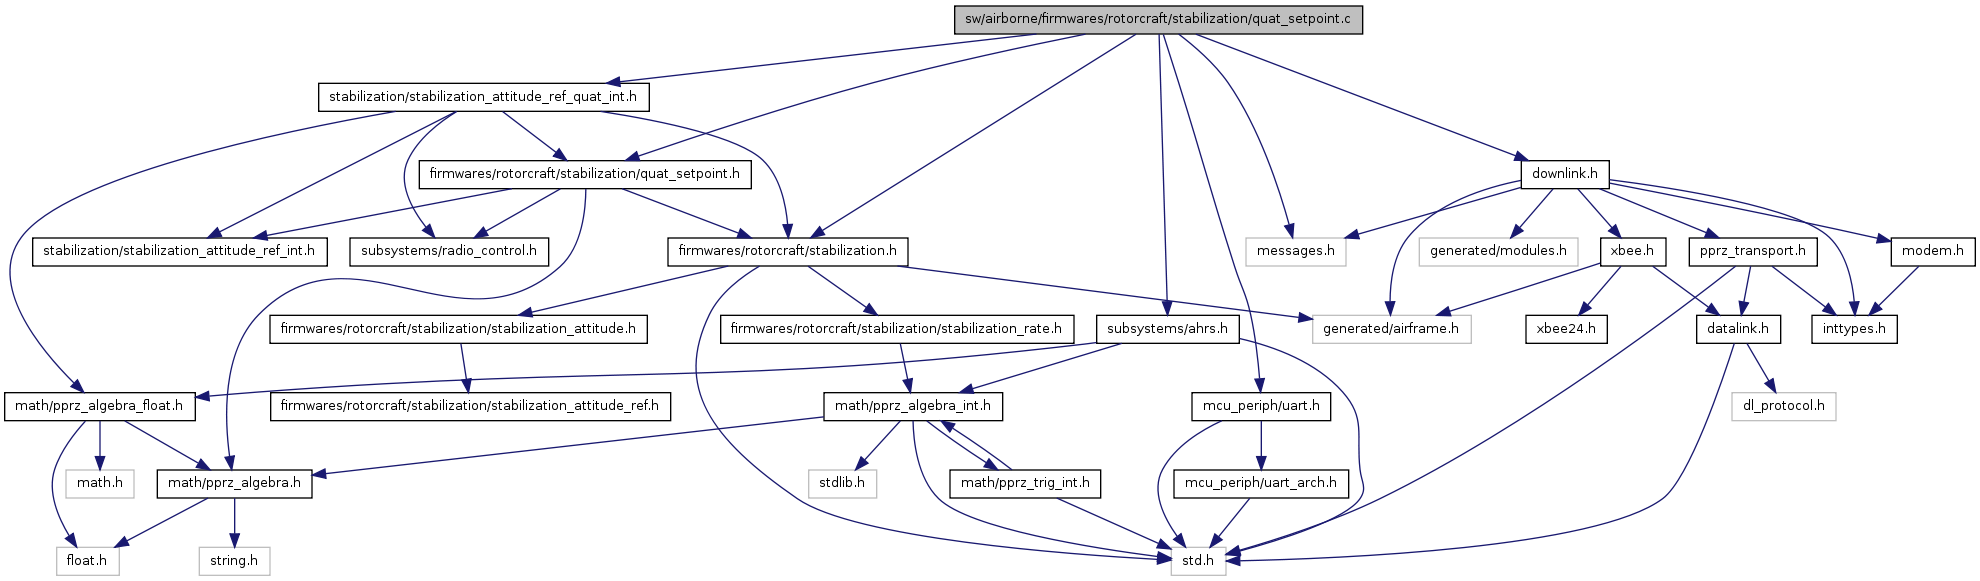 sw/airborne/firmwares/rotorcraft/stabilization/quat_setpoint.c
stabilization/stabilization_attitude_ref_quat_int.h
firmwares/rotorcraft/stabilization/quat_setpoint.h
downlink.h
stabilization/stabilization_attitude_ref_int.h
subsystems/radio_control.h
firmwares/rotorcraft/stabilization.h
messages.h
generated/modules.h
xbee.h
pprz_transport.h
modem.h
firmwares/rotorcraft/stabilization/stabilization_attitude.h
firmwares/rotorcraft/stabilization/stabilization_rate.h
subsystems/ahrs.h
generated/airframe.h
xbee24.h
datalink.h
inttypes.h
math/pprz_algebra_float.h
firmwares/rotorcraft/stabilization/stabilization_attitude_ref.h
math/pprz_algebra_int.h
mcu_periph/uart.h
dl_protocol.h
math.h
math/pprz_algebra.h
stdlib.h
math/pprz_trig_int.h
mcu_periph/uart_arch.h
float.h
string.h
std.h